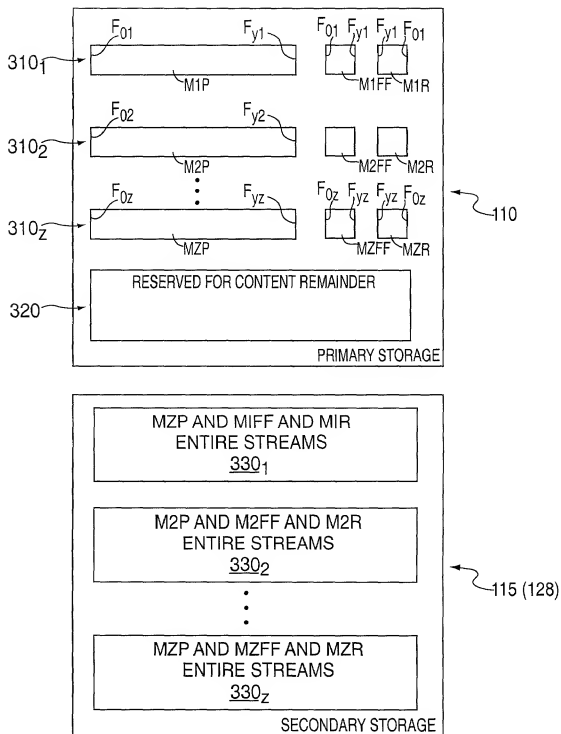 F01 Fy1 F01 Fy1 Fy1 F01
3101
M1P M1FF M1R
F02 Fy2
3102
M2P M2FF M2R
F0z Fyz F0z Fyz Fyz F0z
310z
MZP MZFF MZR
110
RESERVED FOR CONTENT REMAINDER
320
PRIMARY STORAGE
MZP AND MIFF AND MIR
ENTIRE STREAMS
3301
M2P AND M2FF AND M2R
ENTIRE STREAMS
3302
115 (128)
MZP AND MZFF AND MZR
ENTIRE STREAMS
330z
SECONDARY STORAGE